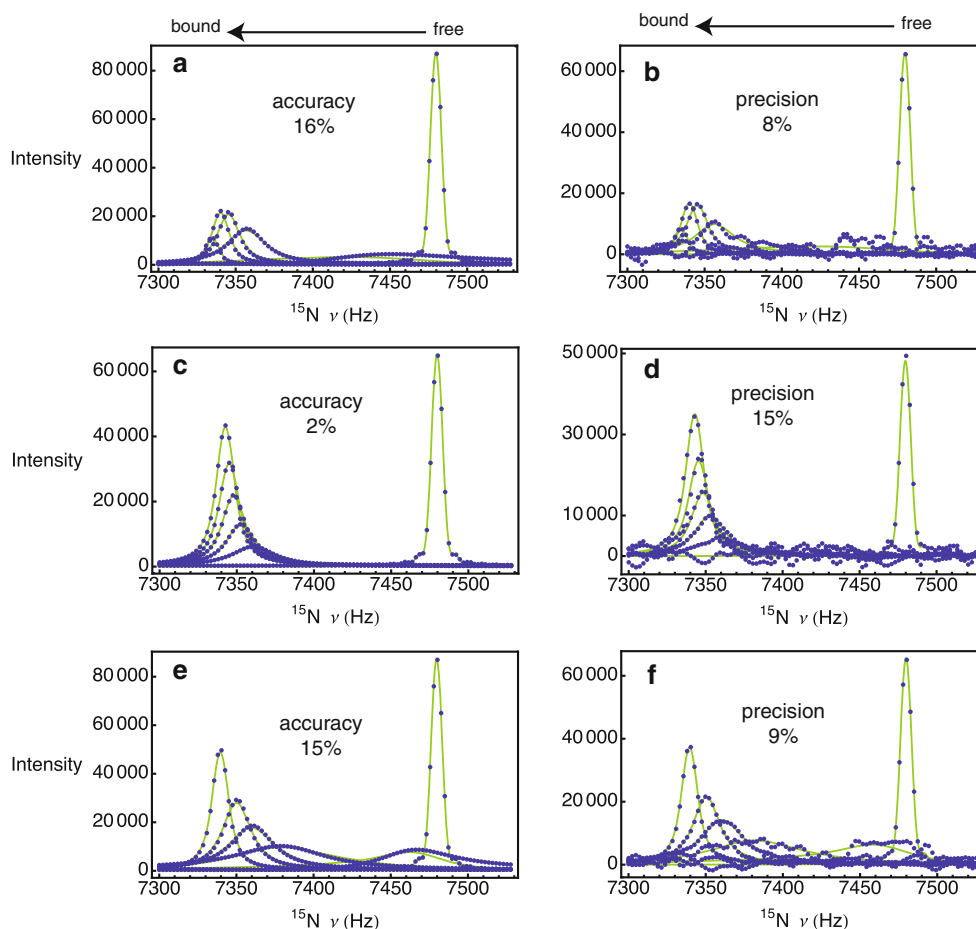 bound free
bound free
a
accuracy
16%
Intensity
80 000
60 000
40 000
20 000
0
7300 7350 7400 7450 7500
15N ν (Hz)
b
precision
8%
60 000
40 000
20 000
0
7300 7350 7400 7450 7500
15N ν (Hz)
c
accuracy
2%
Intensity
60 000
40 000
20 000
0
7300 7350 7400 7450 7500
15N ν (Hz)
d
precision
15%
50 000
30 000
10 000
0
7300 7350 7400 7450 7500
15N ν (Hz)
e
accuracy
15%
Intensity
80 000
60 000
40 000
20 000
0
7300 7350 7400 7450 7500
15N ν (Hz)
f
precision
9%
60 000
40 000
20 000
0
7300 7350 7400 7450 7500
15N ν (Hz)